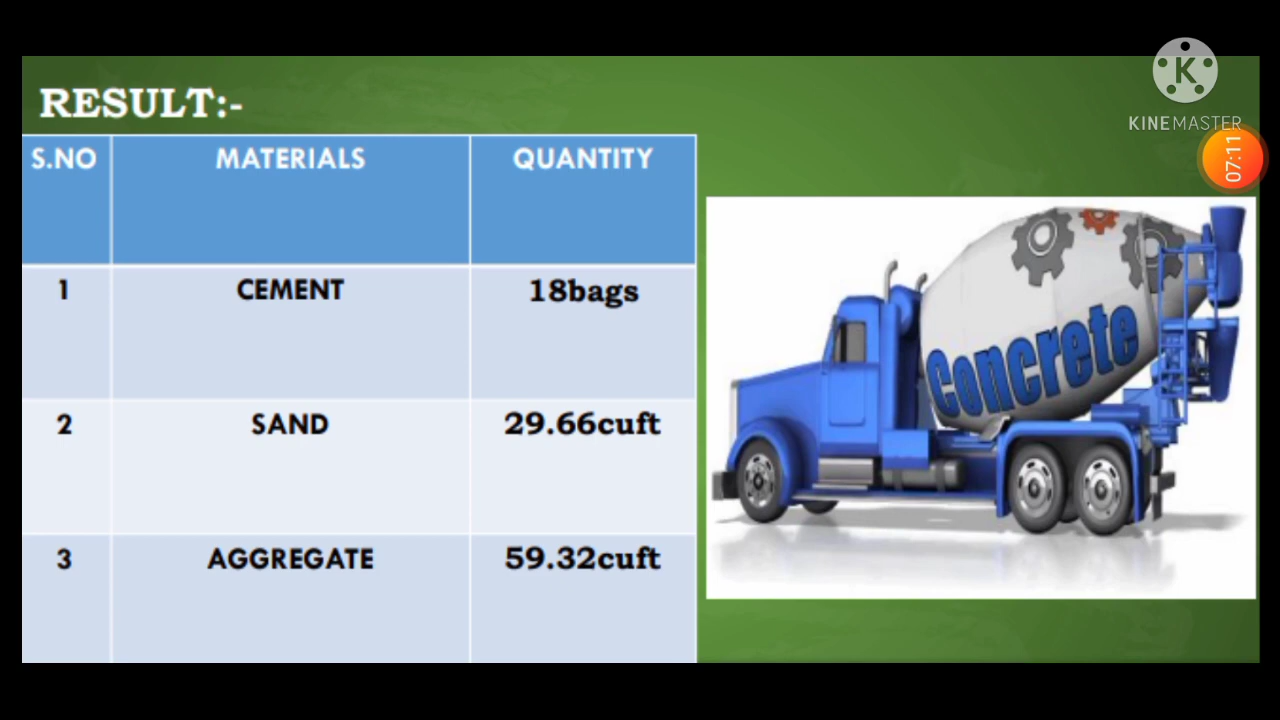 KINEMASTER
07:11
RESULT:-
S.NO MATERIALS QUANTITY
1 CEMENT 18bags
2 SAND 29.66cuft
3 AGGREGATE 59.32cuft
Concrete